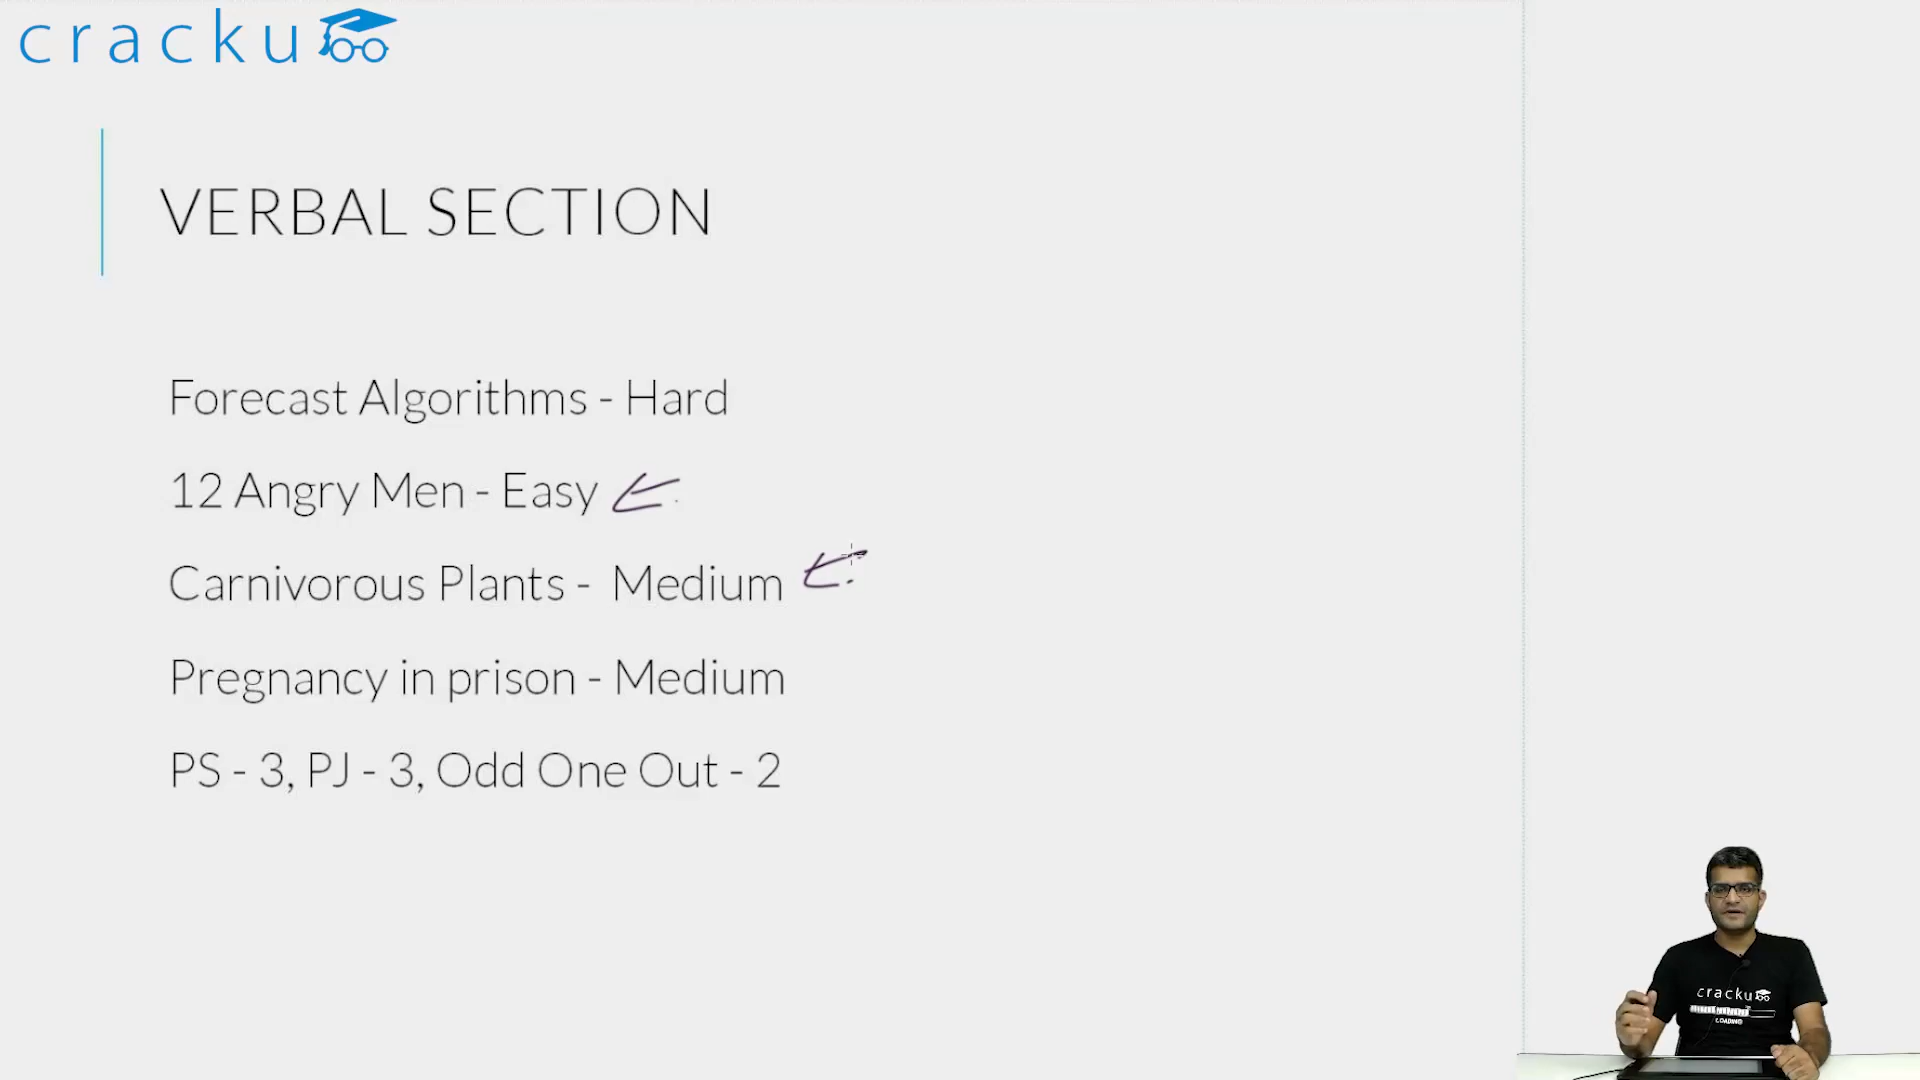 cracku
VERBAL SECTION
Forecast Algorithms - Hard
12 Angry Men - Easy
Carnivorous Plants - Medium
Pregnancy in prison - Medium
PS - 3, PJ - 3, Odd One Out - 2
cracku
LOADING